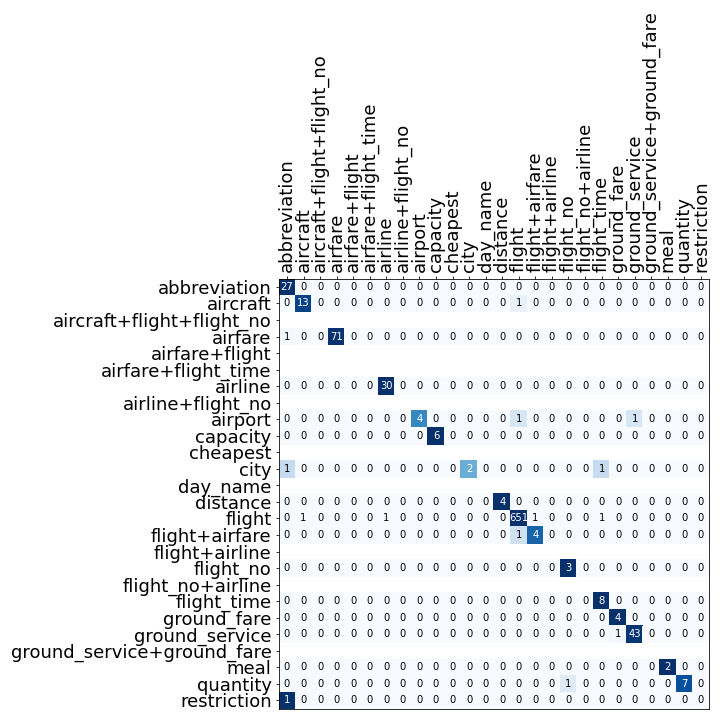 abbreviation
aircraft
aircraft+flight+flight_no
airfare
airfare+flight
airfare+flight_time
airline
airline+flight_no
airport
capacity
cheapest
city
day_name
distance
flight
flight+airfare
flight+airline
flight_no
flight_no+airline
flight_time
ground_fare
ground_service
ground_service+ground_fare
meal
quantity
restriction
abbreviation 27 0 0 0 0 0 0 0 0 0 0 0 0 0 0 0 0 0 0 0 0 0 0 0 0 0
aircraft 0 13 0 0 0 0 0 0 0 0 0 0 0 0 1 0 0 0 0 0 0 0 0 0 0 0
aircraft+flight+flight_no
airfare 1 0 0 71 0 0 0 0 0 0 0 0 0 0 0 0 0 0 0 0 0 0 0 0 0 0
airfare+flight
airfare+flight_time
airline 0 0 0 0 0 0 30 0 0 0 0 0 0 0 0 0 0 0 0 0 0 0 0 0 0 0
airline+flight_no
airport 0 0 0 0 0 0 0 0 4 0 0 0 0 0 1 0 0 0 0 0 0 1 0 0 0 0
capacity 0 0 0 0 0 0 0 0 0 6 0 0 0 0 0 0 0 0 0 0 0 0 0 0 0 0
cheapest
city 1 0 0 0 0 0 0 0 0 0 0 2 0 0 0 0 0 0 0 1 0 0 0 0 0 0
day_name
distance 0 0 0 0 0 0 0 0 0 0 0 0 0 4 0 0 0 0 0 0 0 0 0 0 0 0
flight 0 1 0 0 0 0 1 0 0 0 0 0 0 0 651 1 0 0 0 1 0 0 0 0 0 0
flight+airfare 0 0 0 0 0 0 0 0 0 0 0 0 0 0 1 4 0 0 0 0 0 0 0 0 0 0
flight+airline
flight_no 0 0 0 0 0 0 0 0 0 0 0 0 0 0 0 0 0 3 0 0 0 0 0 0 0 0
flight_no+airline
flight_time 0 0 0 0 0 0 0 0 0 0 0 0 0 0 0 0 0 0 0 8 0 0 0 0 0 0
ground_fare 0 0 0 0 0 0 0 0 0 0 0 0 0 0 0 0 0 0 0 0 4 0 0 0 0 0
ground_service 0 0 0 0 0 0 0 0 0 0 0 0 0 0 0 0 0 0 0 0 1 43 0 0 0 0
ground_service+ground_fare
meal 0 0 0 0 0 0 0 0 0 0 0 0 0 0 0 0 0 0 0 0 0 0 0 2 0 0
quantity 0 0 0 0 0 0 0 0 0 0 0 0 0 0 0 0 0 1 0 0 0 0 0 0 7 0
restriction 1 0 0 0 0 0 0 0 0 0 0 0 0 0 0 0 0 0 0 0 0 0 0 0 0 0